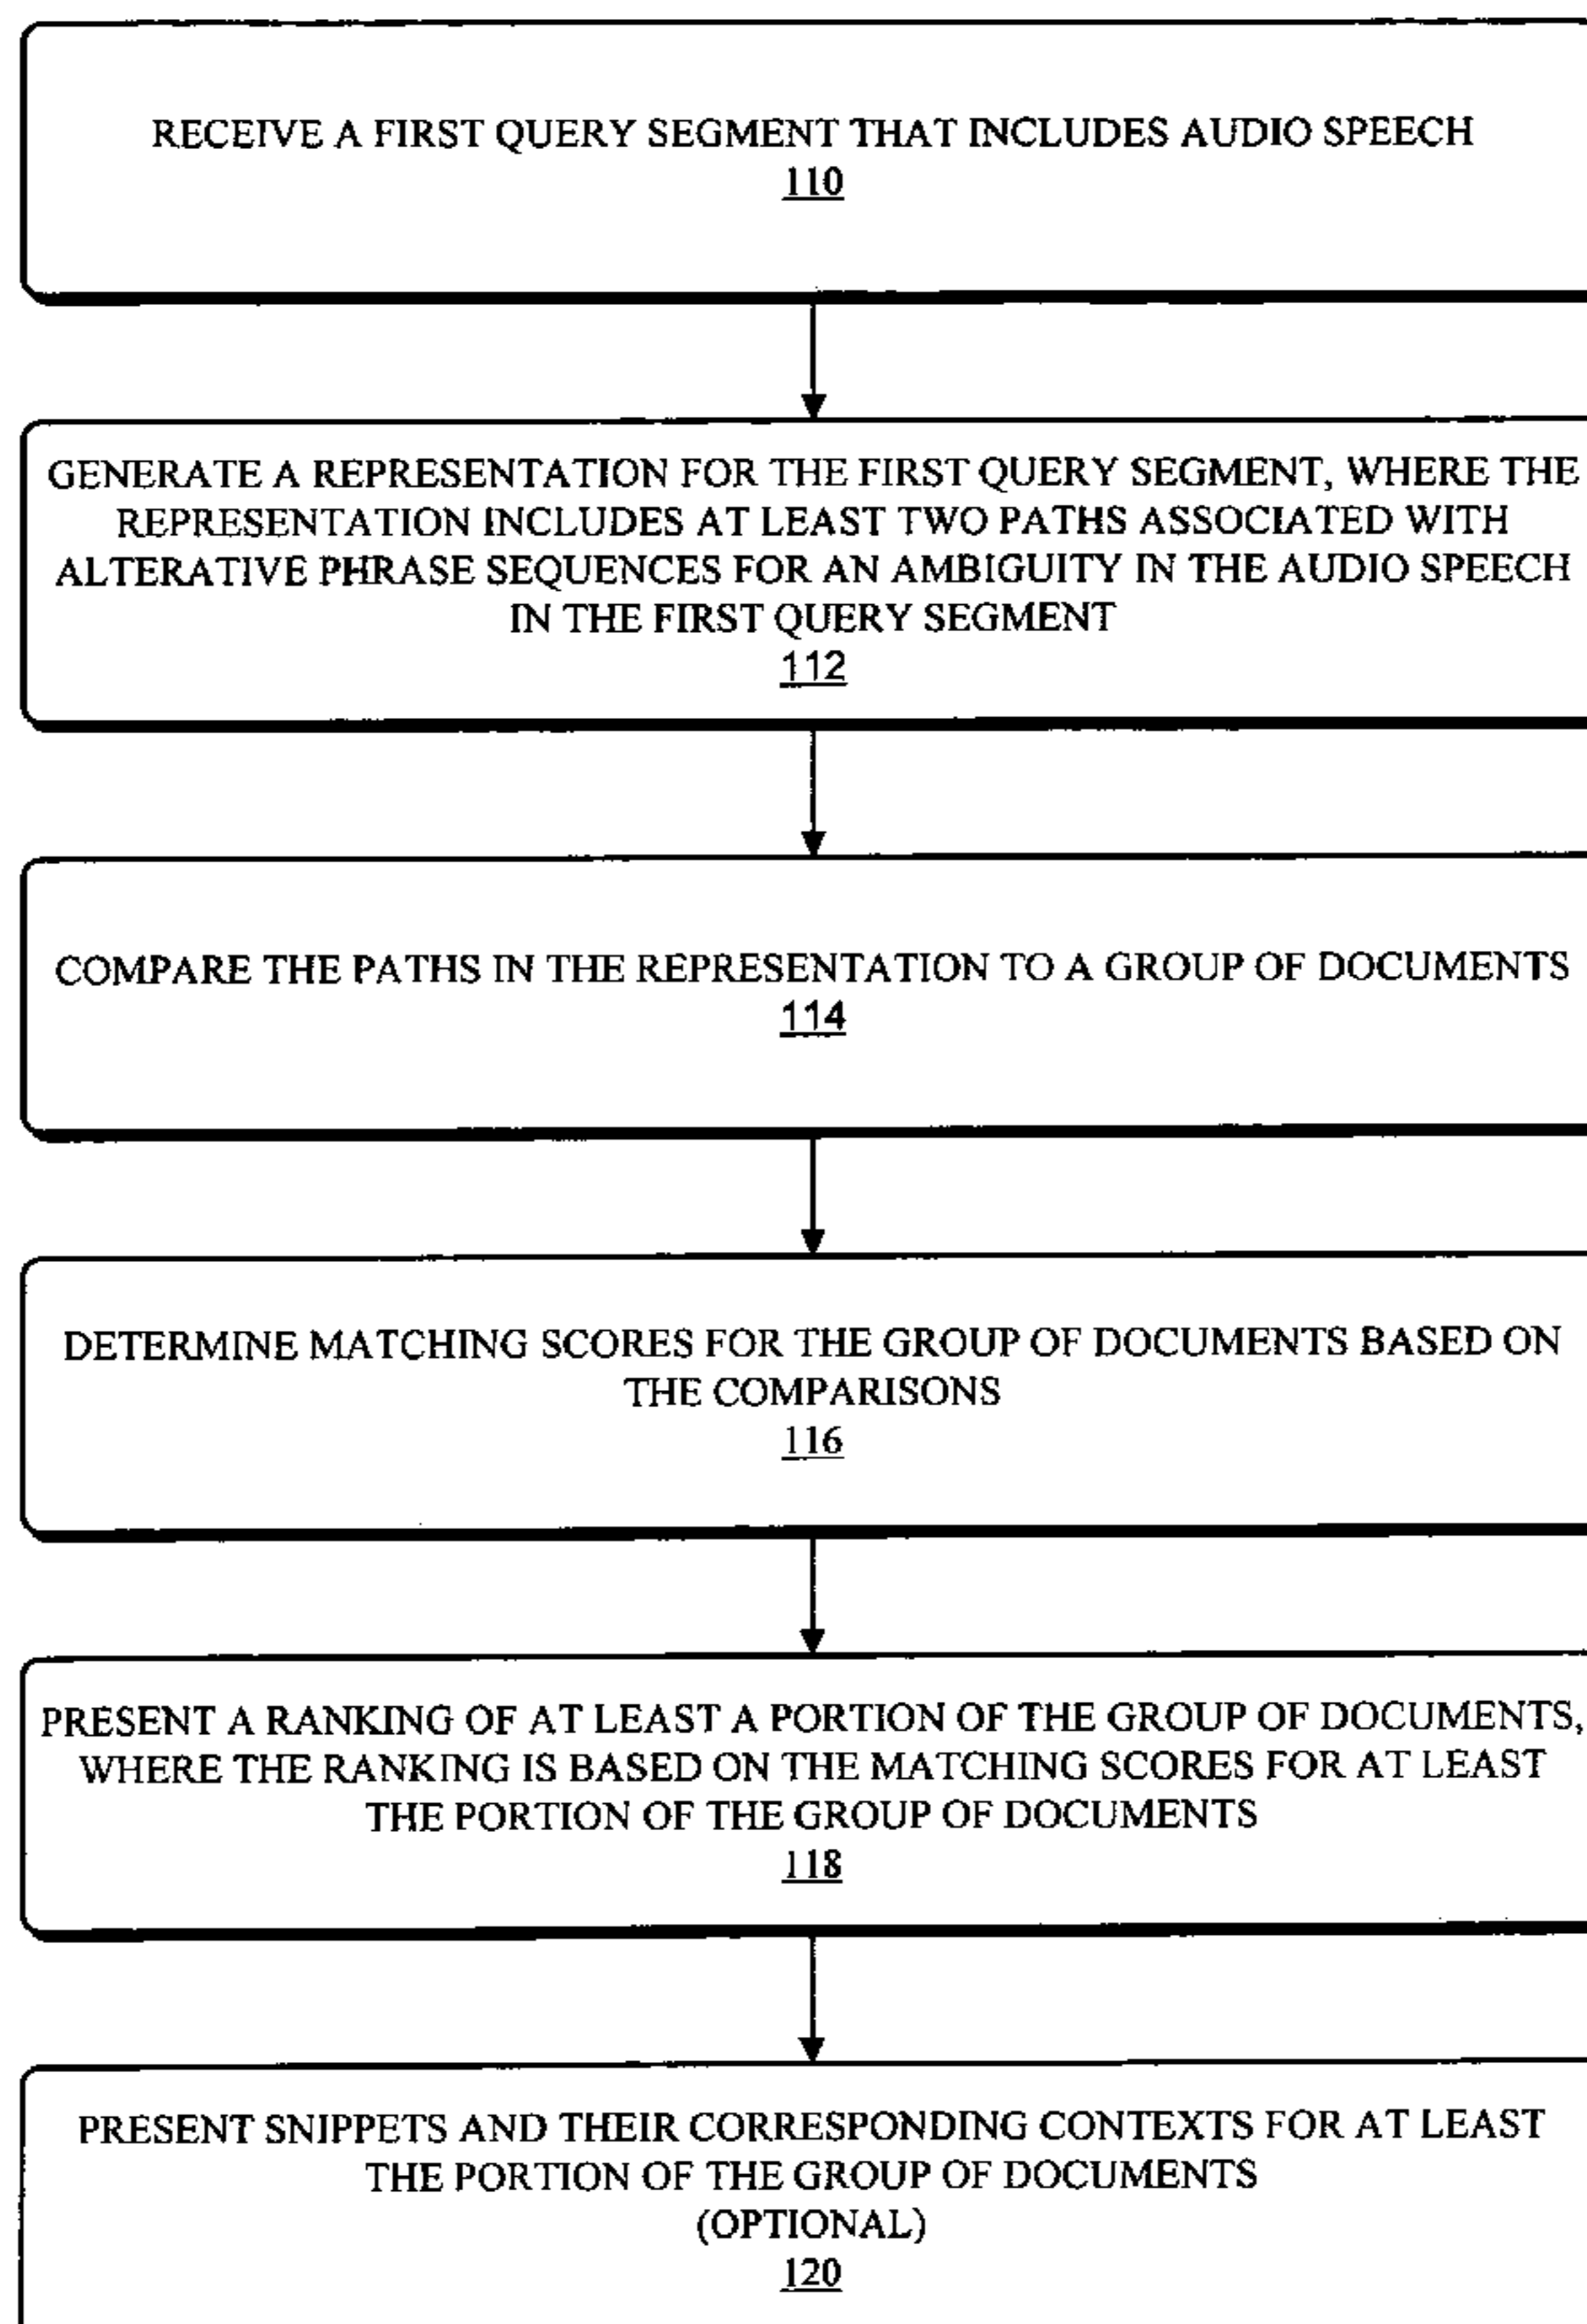 RECEIVE A FIRST QUERY SEGMENT THAT INCLUDES AUDIO SPEECH
110
GENERATE A REPRESENTATION FOR THE FIRST QUERY SEGMENT, WHERE THE
REPRESENTATION INCLUDES AT LEAST TWO PATHS ASSOCIATED WITH
ALTERATIVE PHRASE SEQUENCES FOR AN AMBIGUITY IN THE AUDIO SPEECH
IN THE FIRST QUERY SEGMENT
112
COMPARE THE PATHS IN THE REPRESENTATION TO A GROUP OF DOCUMENTS
114
DETERMINE MATCHING SCORES FOR THE GROUP OF DOCUMENTS BASED ON
THE COMPARISONS
116
PRESENT A RANKING OF AT LEAST A PORTION OF THE GROUP OF DOCUMENTS,
WHERE THE RANKING IS BASED ON THE MATCHING SCORES FOR AT LEAST
THE PORTION OF THE GROUP OF DOCUMENTS
118
PRESENT SNIPPETS AND THEIR CORRESPONDING CONTEXTS FOR AT LEAST
THE PORTION OF THE GROUP OF DOCUMENTS
(OPTIONAL)
120